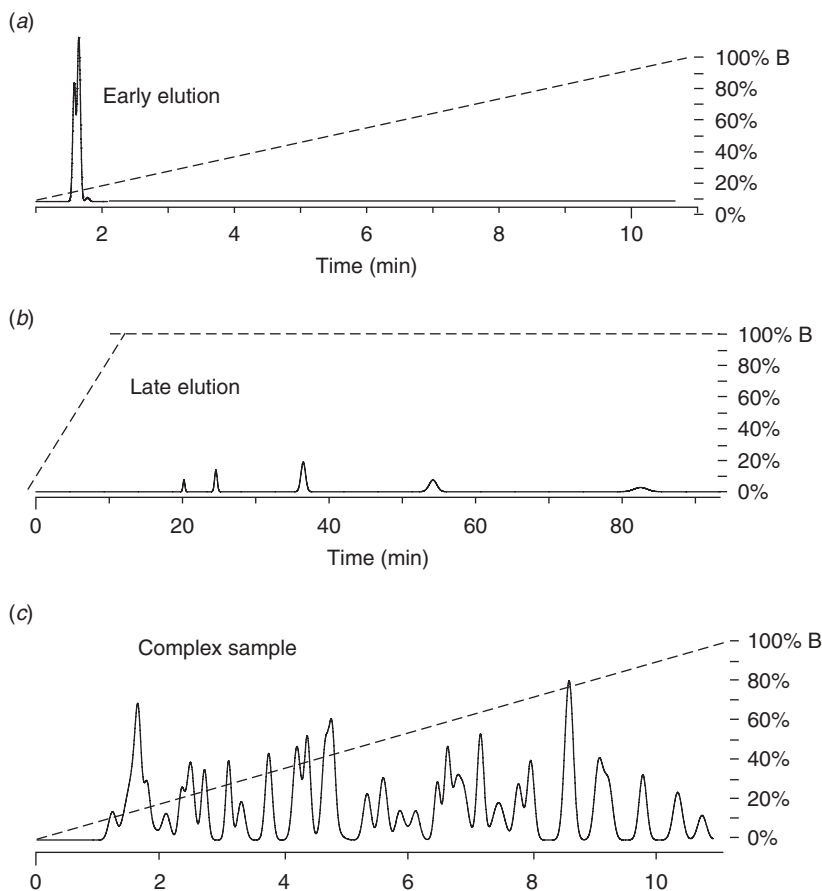 (a)
Early elution
100% B
80%
60%
40%
20%
0%
2 4 6 8 10
Time (min)
(b)
Late elution
100% B
80%
60%
40%
20%
0%
0 20 40 60 80
Time (min)
(c)
Complex sample
100% B
80%
60%
40%
20%
0%
0 2 4 6 8 10